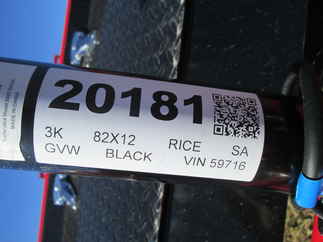 20181
3K 82X12 RICE SA
GVW BLACK VIN 59716